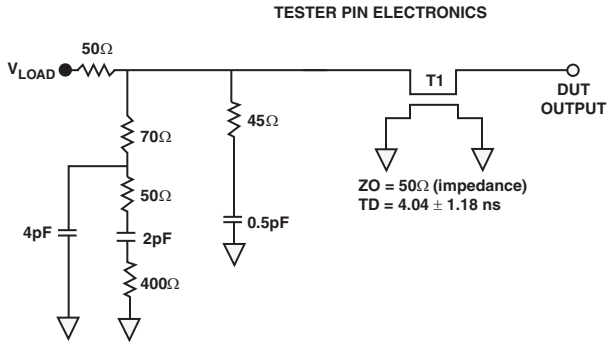 TESTER PIN ELECTRONICS
50Ω
VLOAD
T1
DUT
OUTPUT
70Ω
45Ω
50Ω
ZO = 50Ω (impedance)
TD = 4.04 ± 1.18 ns
4pF
2pF
0.5pF
400Ω